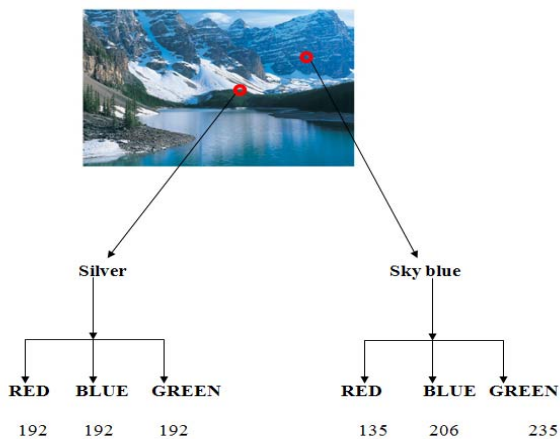 Silver Sky blue
RED BLUE GREEN RED BLUE GREEN
192 192 192 135 206 235